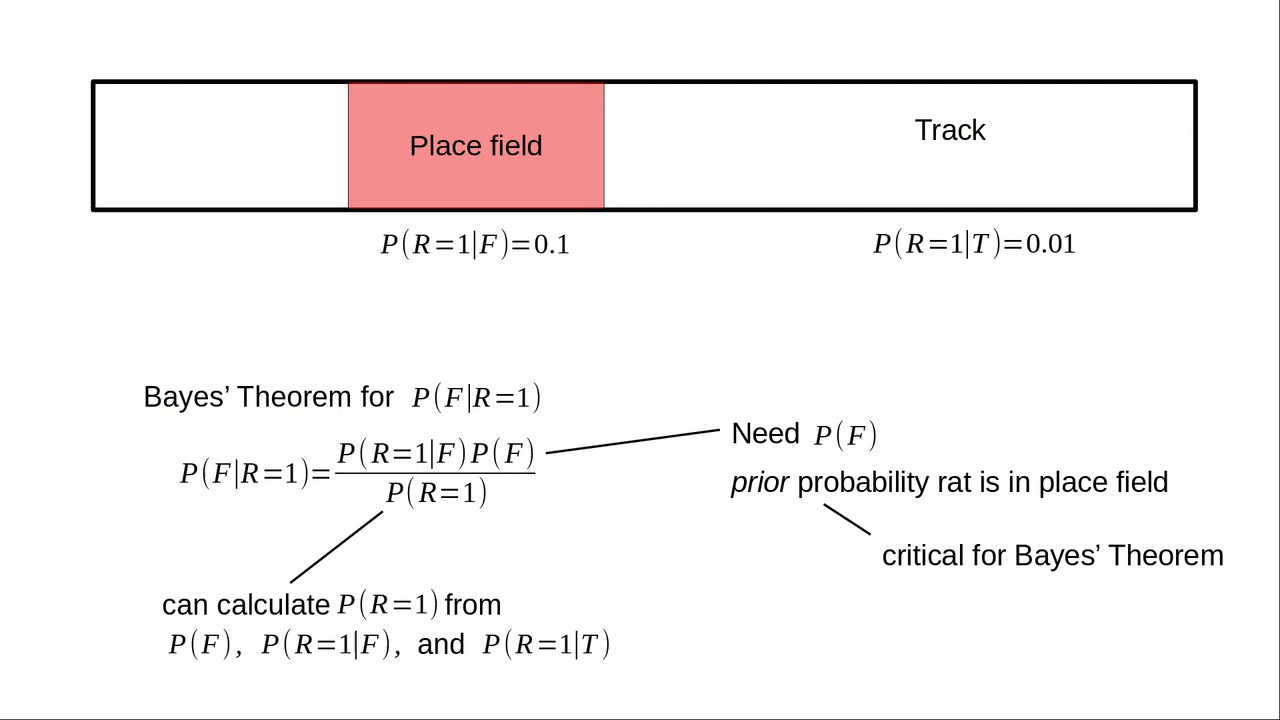 Place field
Track
P(R=1|F)=0.1
P(R=1|T)=0.01
Bayes’ Theorem for P(F|R=1)
P(F|R=1)=P(R=1|F)P(F)/P(R=1)
Need P(F)
prior probability rat is in place field
critical for Bayes’ Theorem
can calculate P(R=1) from
P(F), P(R=1|F), and P(R=1|T)